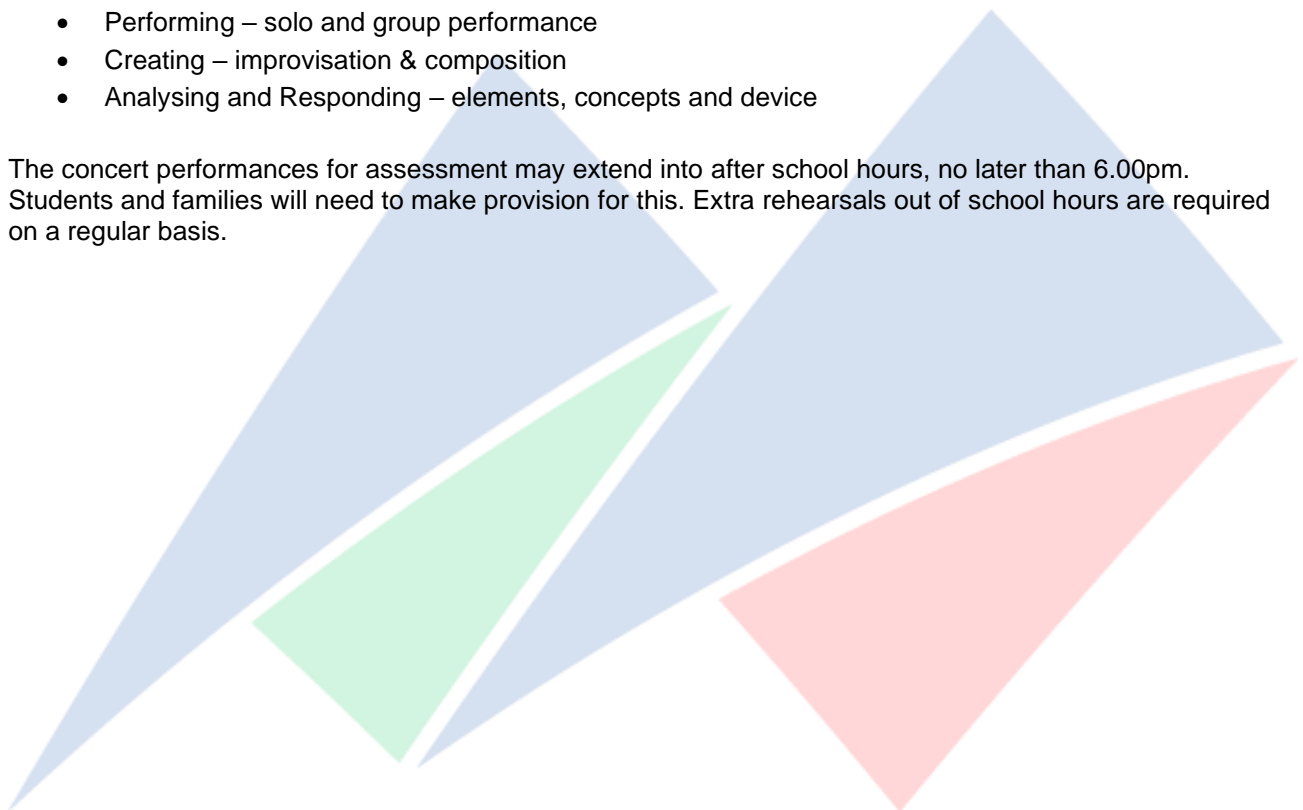 • Performing – solo and group performance
• Creating – improvisation & composition
• Analysing and Responding – elements, concepts and device
The concert performances for assessment may extend into after school hours, no later than 6.00pm.
Students and families will need to make provision for this. Extra rehearsals out of school hours are required
on a regular basis.